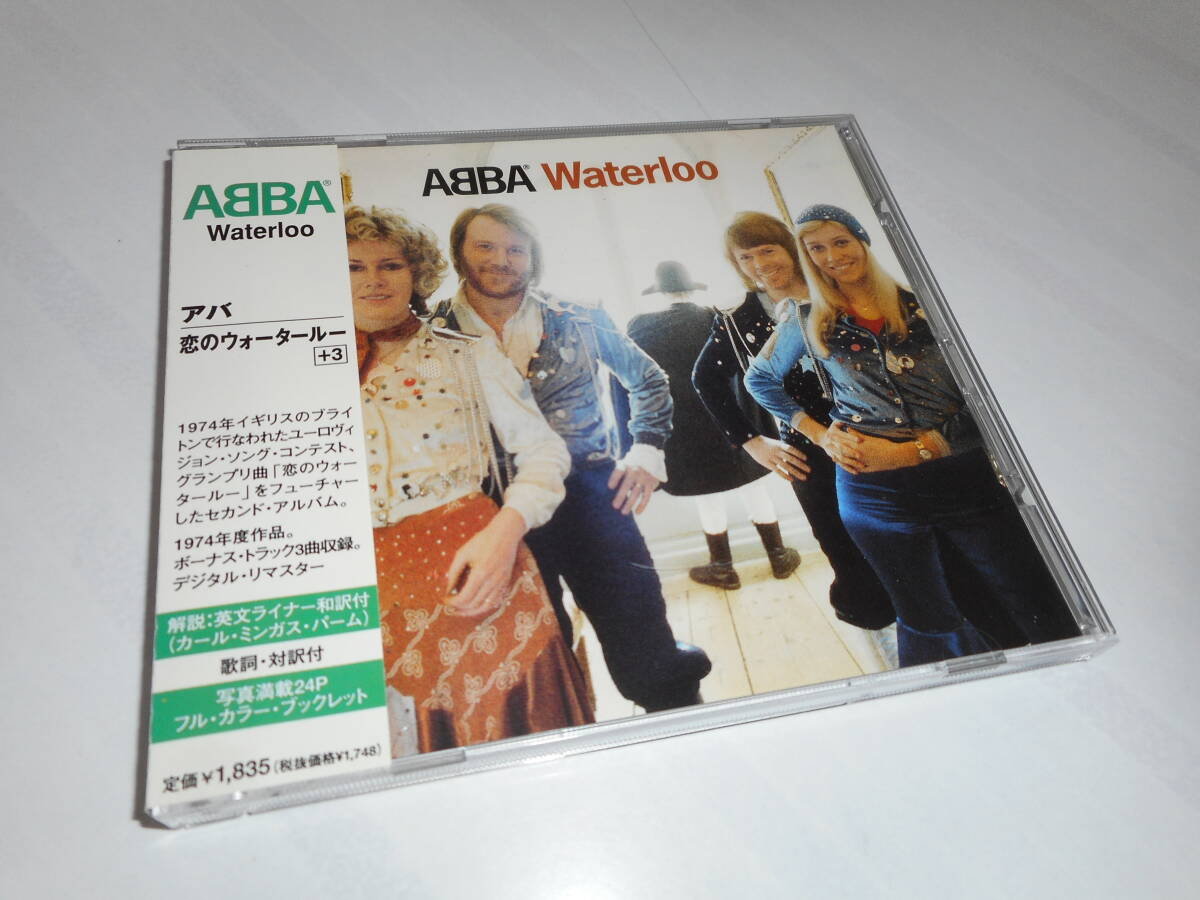 ABBA®
Waterloo
アバ
恋のウォータールー
+3
1974年イギリスのブライ
トンで行なわれたユーロヴィ
ジョン・ソング・コンテスト、
グランプリ曲「恋のウォー
タールー」をフューチャー
したセカンド・アルバム。
1974年度作品。
ボーナス・トラック3曲収録。
デジタル・リマスター
解説:英文ライナー和訳付
(カール・ミンガス・パーム)
歌詞・対訳付
写真満載24P
フル・カラー・ブックレット
定価¥1,835(税抜価格¥1,748)
ABBA® Waterloo